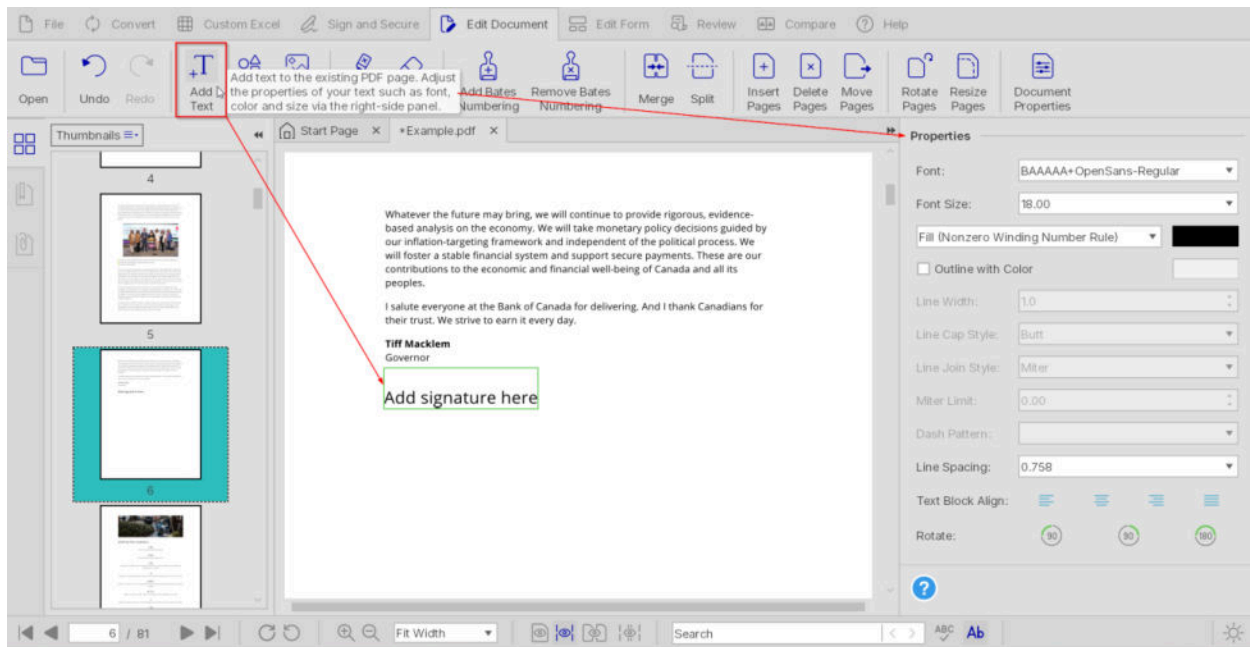 File Convert Custom Excel Sign and Secure Edit Document Edit Form Review Compare Help
Open Undo Redo Add Text Add Bates Numbering Remove Bates Numbering Merge Split Insert Pages Delete Pages Move Pages Rotate Pages Resize Pages Document Properties
Add text to the existing PDF page. Adjust
the properties of your text such as font,
color and size via the right-side panel.
Thumbnails
Start Page *Example.pdf
4
5
6
Whatever the future may bring, we will continue to provide rigorous, evidence-
based analysis on the economy. We will take monetary policy decisions guided by
our inflation-targeting framework and independent of the political process. We
will foster a stable financial system and support secure payments. These are our
contributions to the economic and financial well-being of Canada and all its
peoples.
I salute everyone at the Bank of Canada for delivering. And I thank Canadians for
their trust. We strive to earn it every day.
Tiff Macklem
Governor
Add signature here
Properties
Font: BAAAAA+OpenSans-Regular
Font Size: 18.00
Fill (Nonzero Winding Number Rule)
Outline with Color
Line Width: 1.0
Line Cap Style: Butt
Line Join Style: Miter
Miter Limit: 0.00
Dash Pattern:
Line Spacing: 0.758
Text Block Align:
Rotate: 90 90 180
?
6 / 81 Fit Width Search ABC Ab